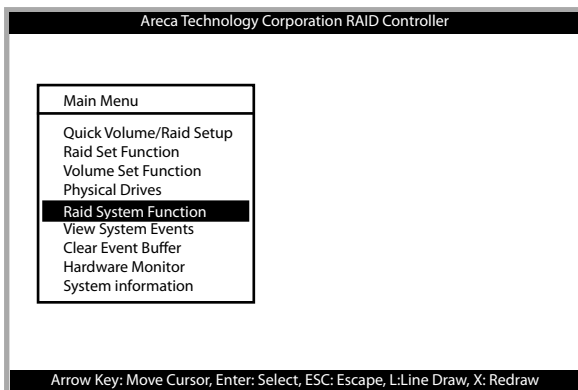 Areca Technology Corporation RAID Controller
Main Menu
Quick Volume/Raid Setup
Raid Set Function
Volume Set Function
Physical Drives
Raid System Function
View System Events
Clear Event Buffer
Hardware Monitor
System information
Arrow Key: Move Cursor, Enter: Select, ESC: Escape, L:Line Draw, X: Redraw